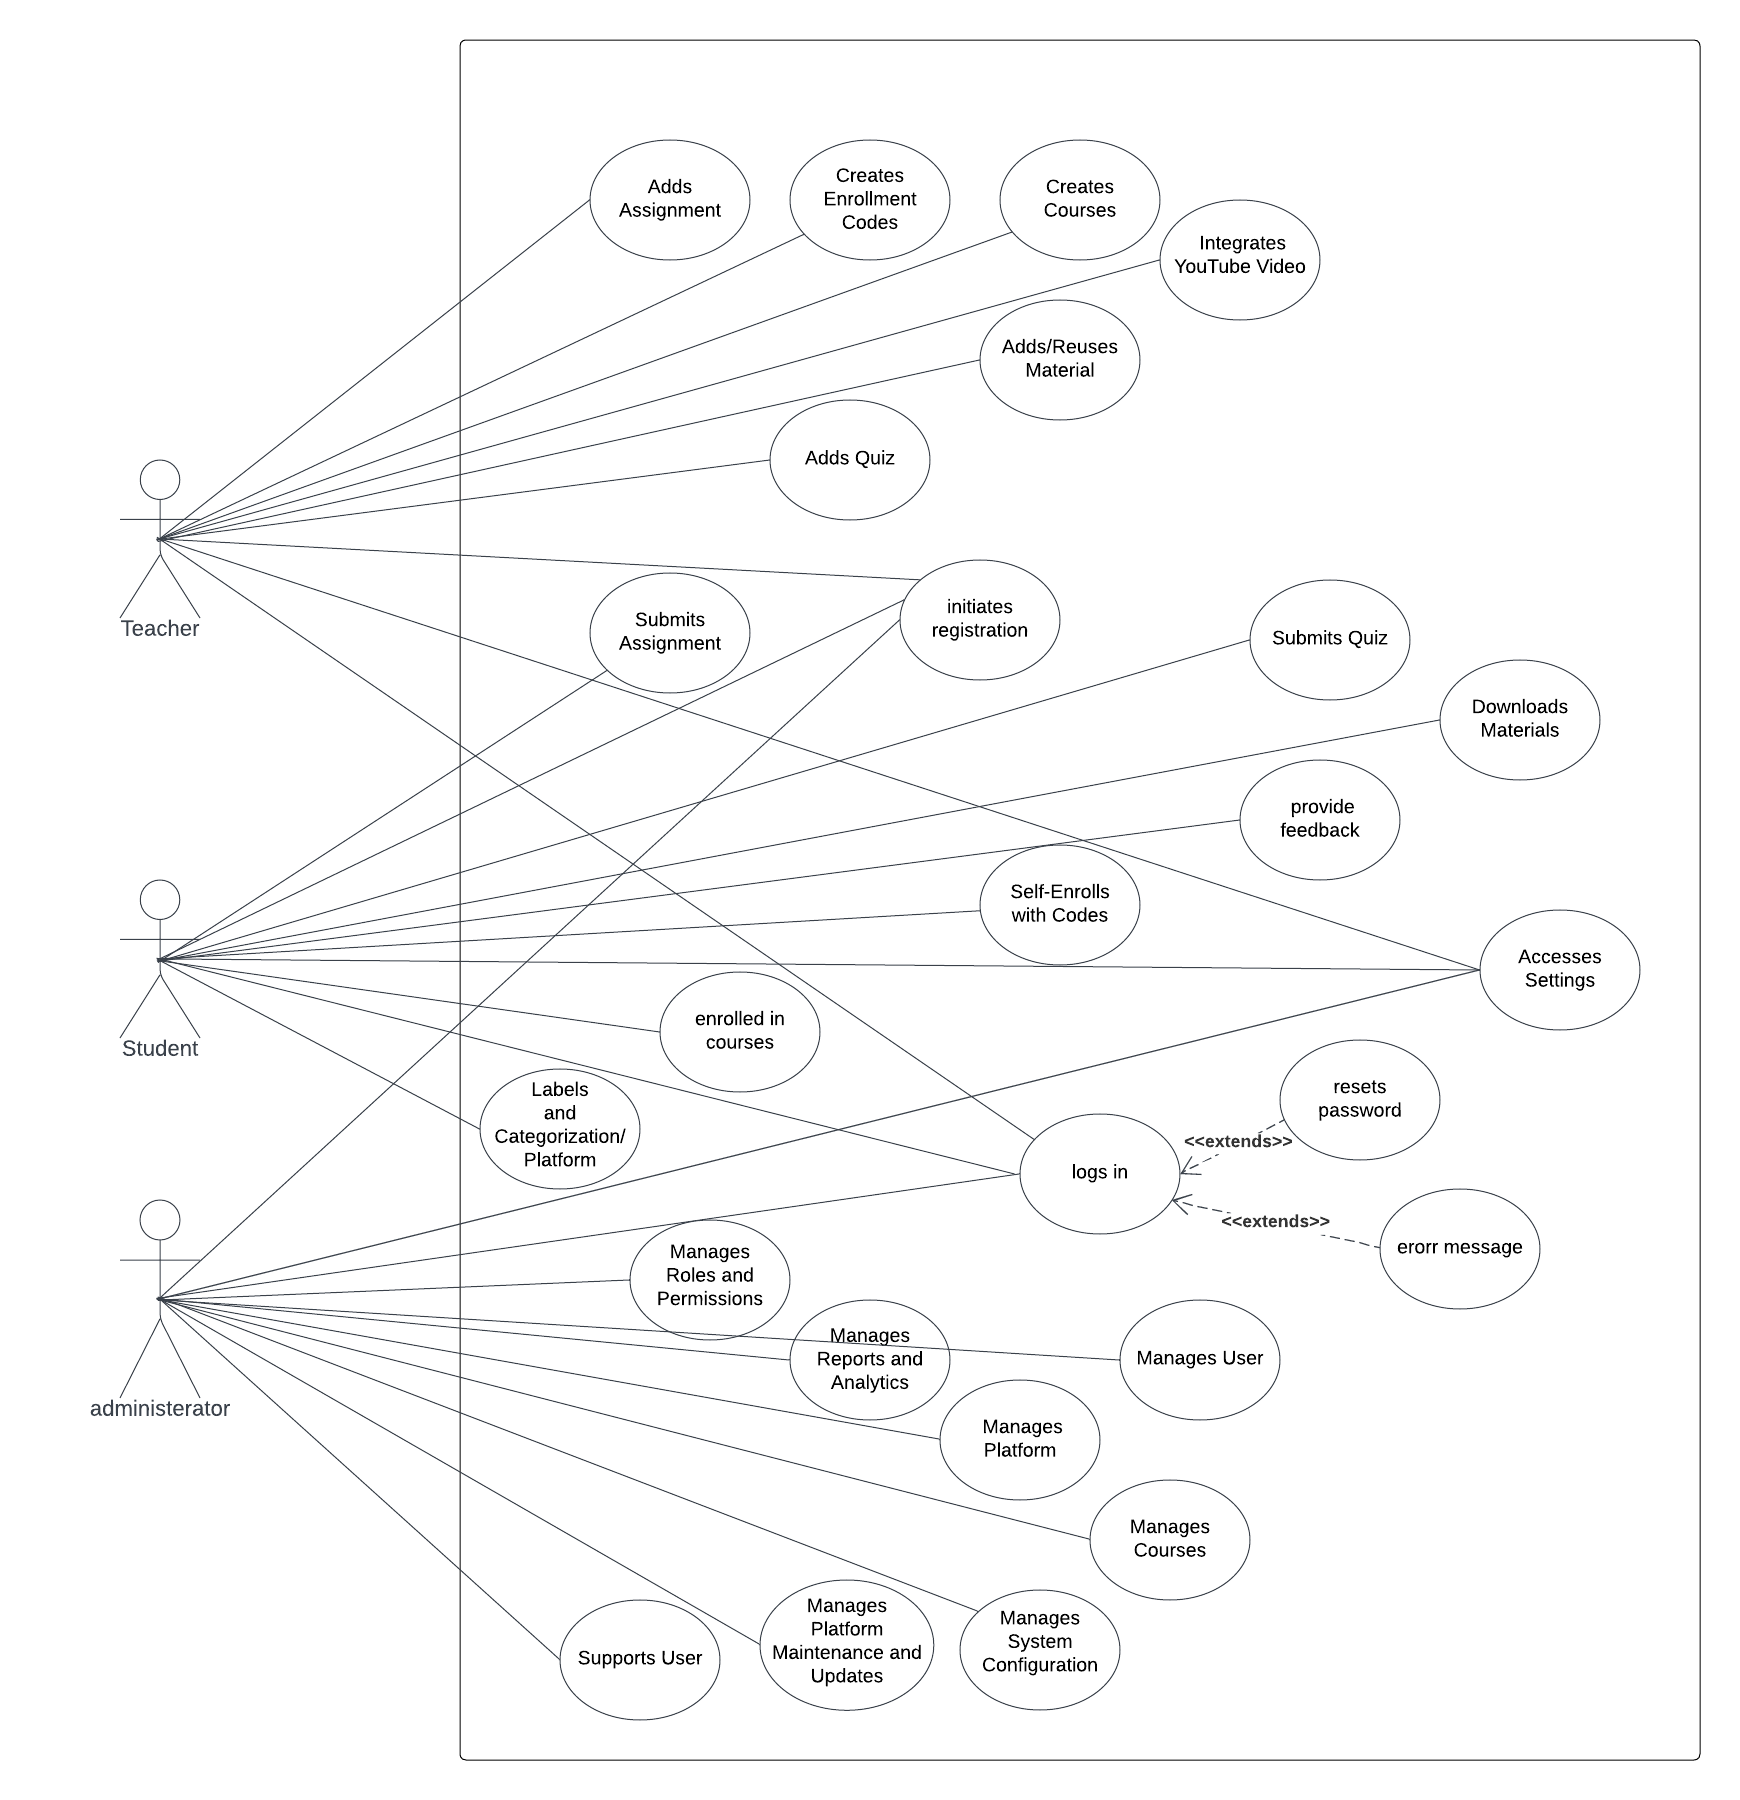 Adds
Assignment
Creates
Enrollment
Codes
Creates
Courses
Integrates
YouTube Video
Adds/Reuses
Material
Adds Quiz
Teacher
Submits
Assignment
initiates
registration
Submits Quiz
Downloads
Materials
provide
feedback
Self-Enrolls
with Codes
Accesses
Settings
Student
enrolled in
courses
Labels
and
Categorization/
Platform
resets
password
<<extends>>
logs in
<<extends>>
erorr message
Manages
Roles and
Permissions
Manages
Reports and
Analytics
Manages User
administerator
Manages
Platform
Manages
Courses
Supports User
Manages
Platform
Maintenance and
Updates
Manages
System
Configuration